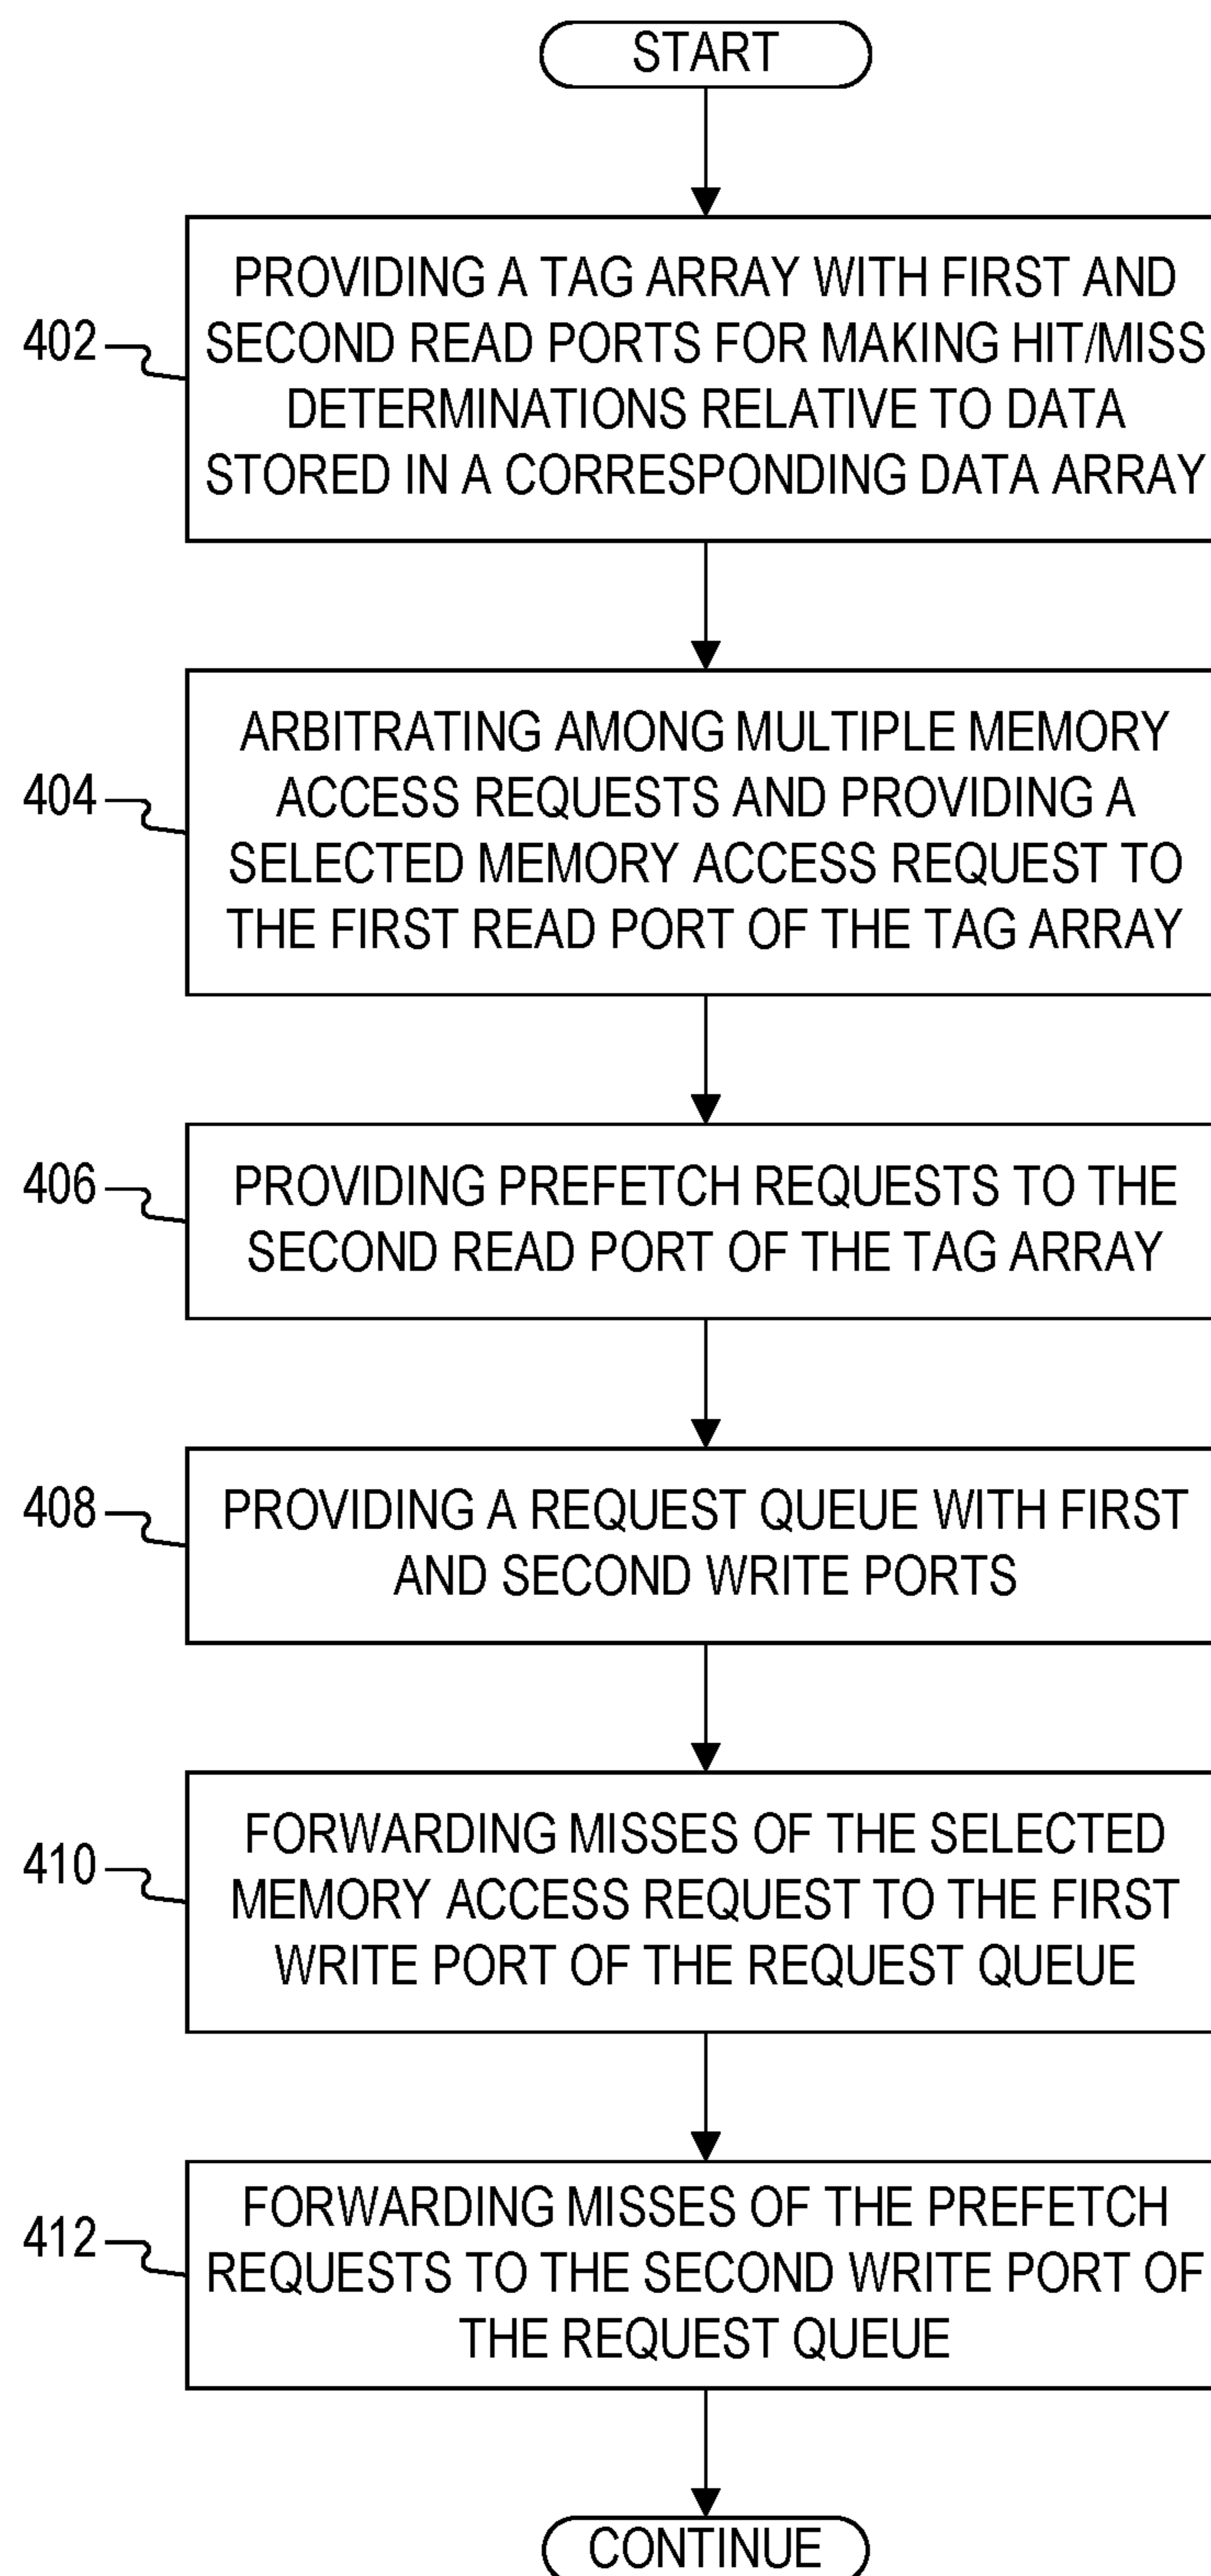 START
402
PROVIDING A TAG ARRAY WITH FIRST AND
SECOND READ PORTS FOR MAKING HIT/MISS
DETERMINATIONS RELATIVE TO DATA
STORED IN A CORRESPONDING DATA ARRAY
404
ARBITRATING AMONG MULTIPLE MEMORY
ACCESS REQUESTS AND PROVIDING A
SELECTED MEMORY ACCESS REQUEST TO
THE FIRST READ PORT OF THE TAG ARRAY
406
PROVIDING PREFETCH REQUESTS TO THE
SECOND READ PORT OF THE TAG ARRAY
408
PROVIDING A REQUEST QUEUE WITH FIRST
AND SECOND WRITE PORTS
410
FORWARDING MISSES OF THE SELECTED
MEMORY ACCESS REQUEST TO THE FIRST
WRITE PORT OF THE REQUEST QUEUE
412
FORWARDING MISSES OF THE PREFETCH
REQUESTS TO THE SECOND WRITE PORT OF
THE REQUEST QUEUE
CONTINUE